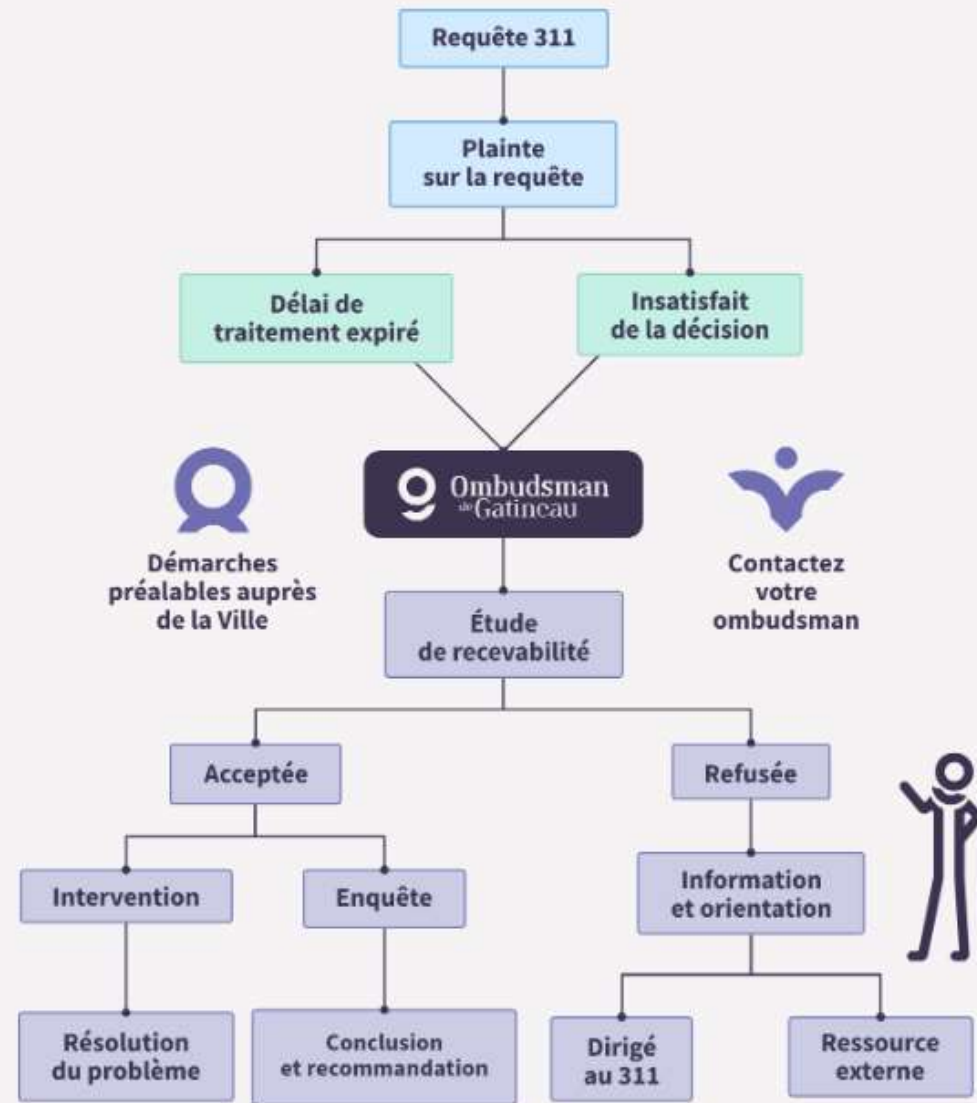 Requête 311
Plainte
sur la requête
Délai de
traitement expiré
Insatisfait
de la décision
Ombudsman
de Gatineau
Démarches
préalables auprès
de la Ville
Contactez
votre
ombudsman
Étude
de recevabilité
Acceptée
Refusée
Intervention
Enquête
Information
et orientation
Résolution
du problème
Conclusion
et recommandation
Dirigé
au 311
Ressource
externe